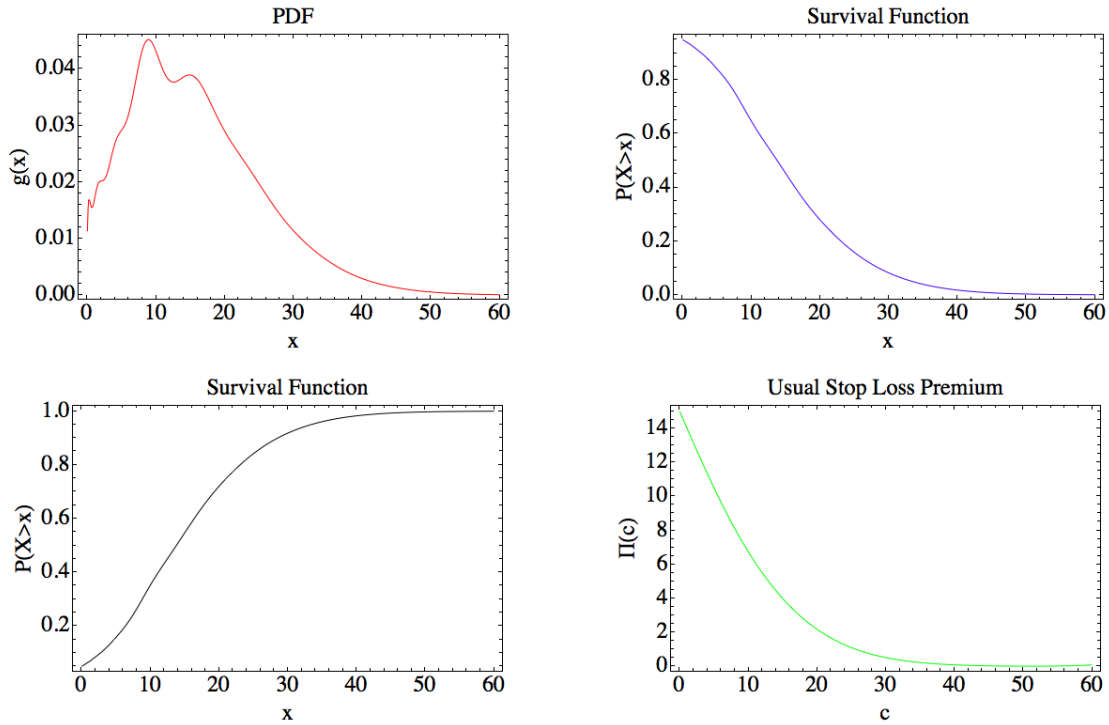 PDF
g(x)
0.04
0.03
0.02
0.01
0.00
0 10 20 30 40 50 60
x
Survival Function
P(X>x)
0.8
0.6
0.4
0.2
0.0
0 10 20 30 40 50 60
x
Survival Function
P(X>x)
1.0
0.8
0.6
0.4
0.2
0 10 20 30 40 50 60
x
Usual Stop Loss Premium
Π(c)
14
12
10
8
6
4
2
0
0 10 20 30 40 50 60
c